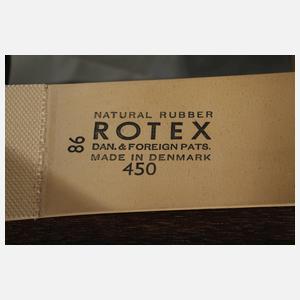 NATURAL RUBBER
ROTEX
DAN. & FOREIGN PATS.
MADE IN DENMARK
450
86